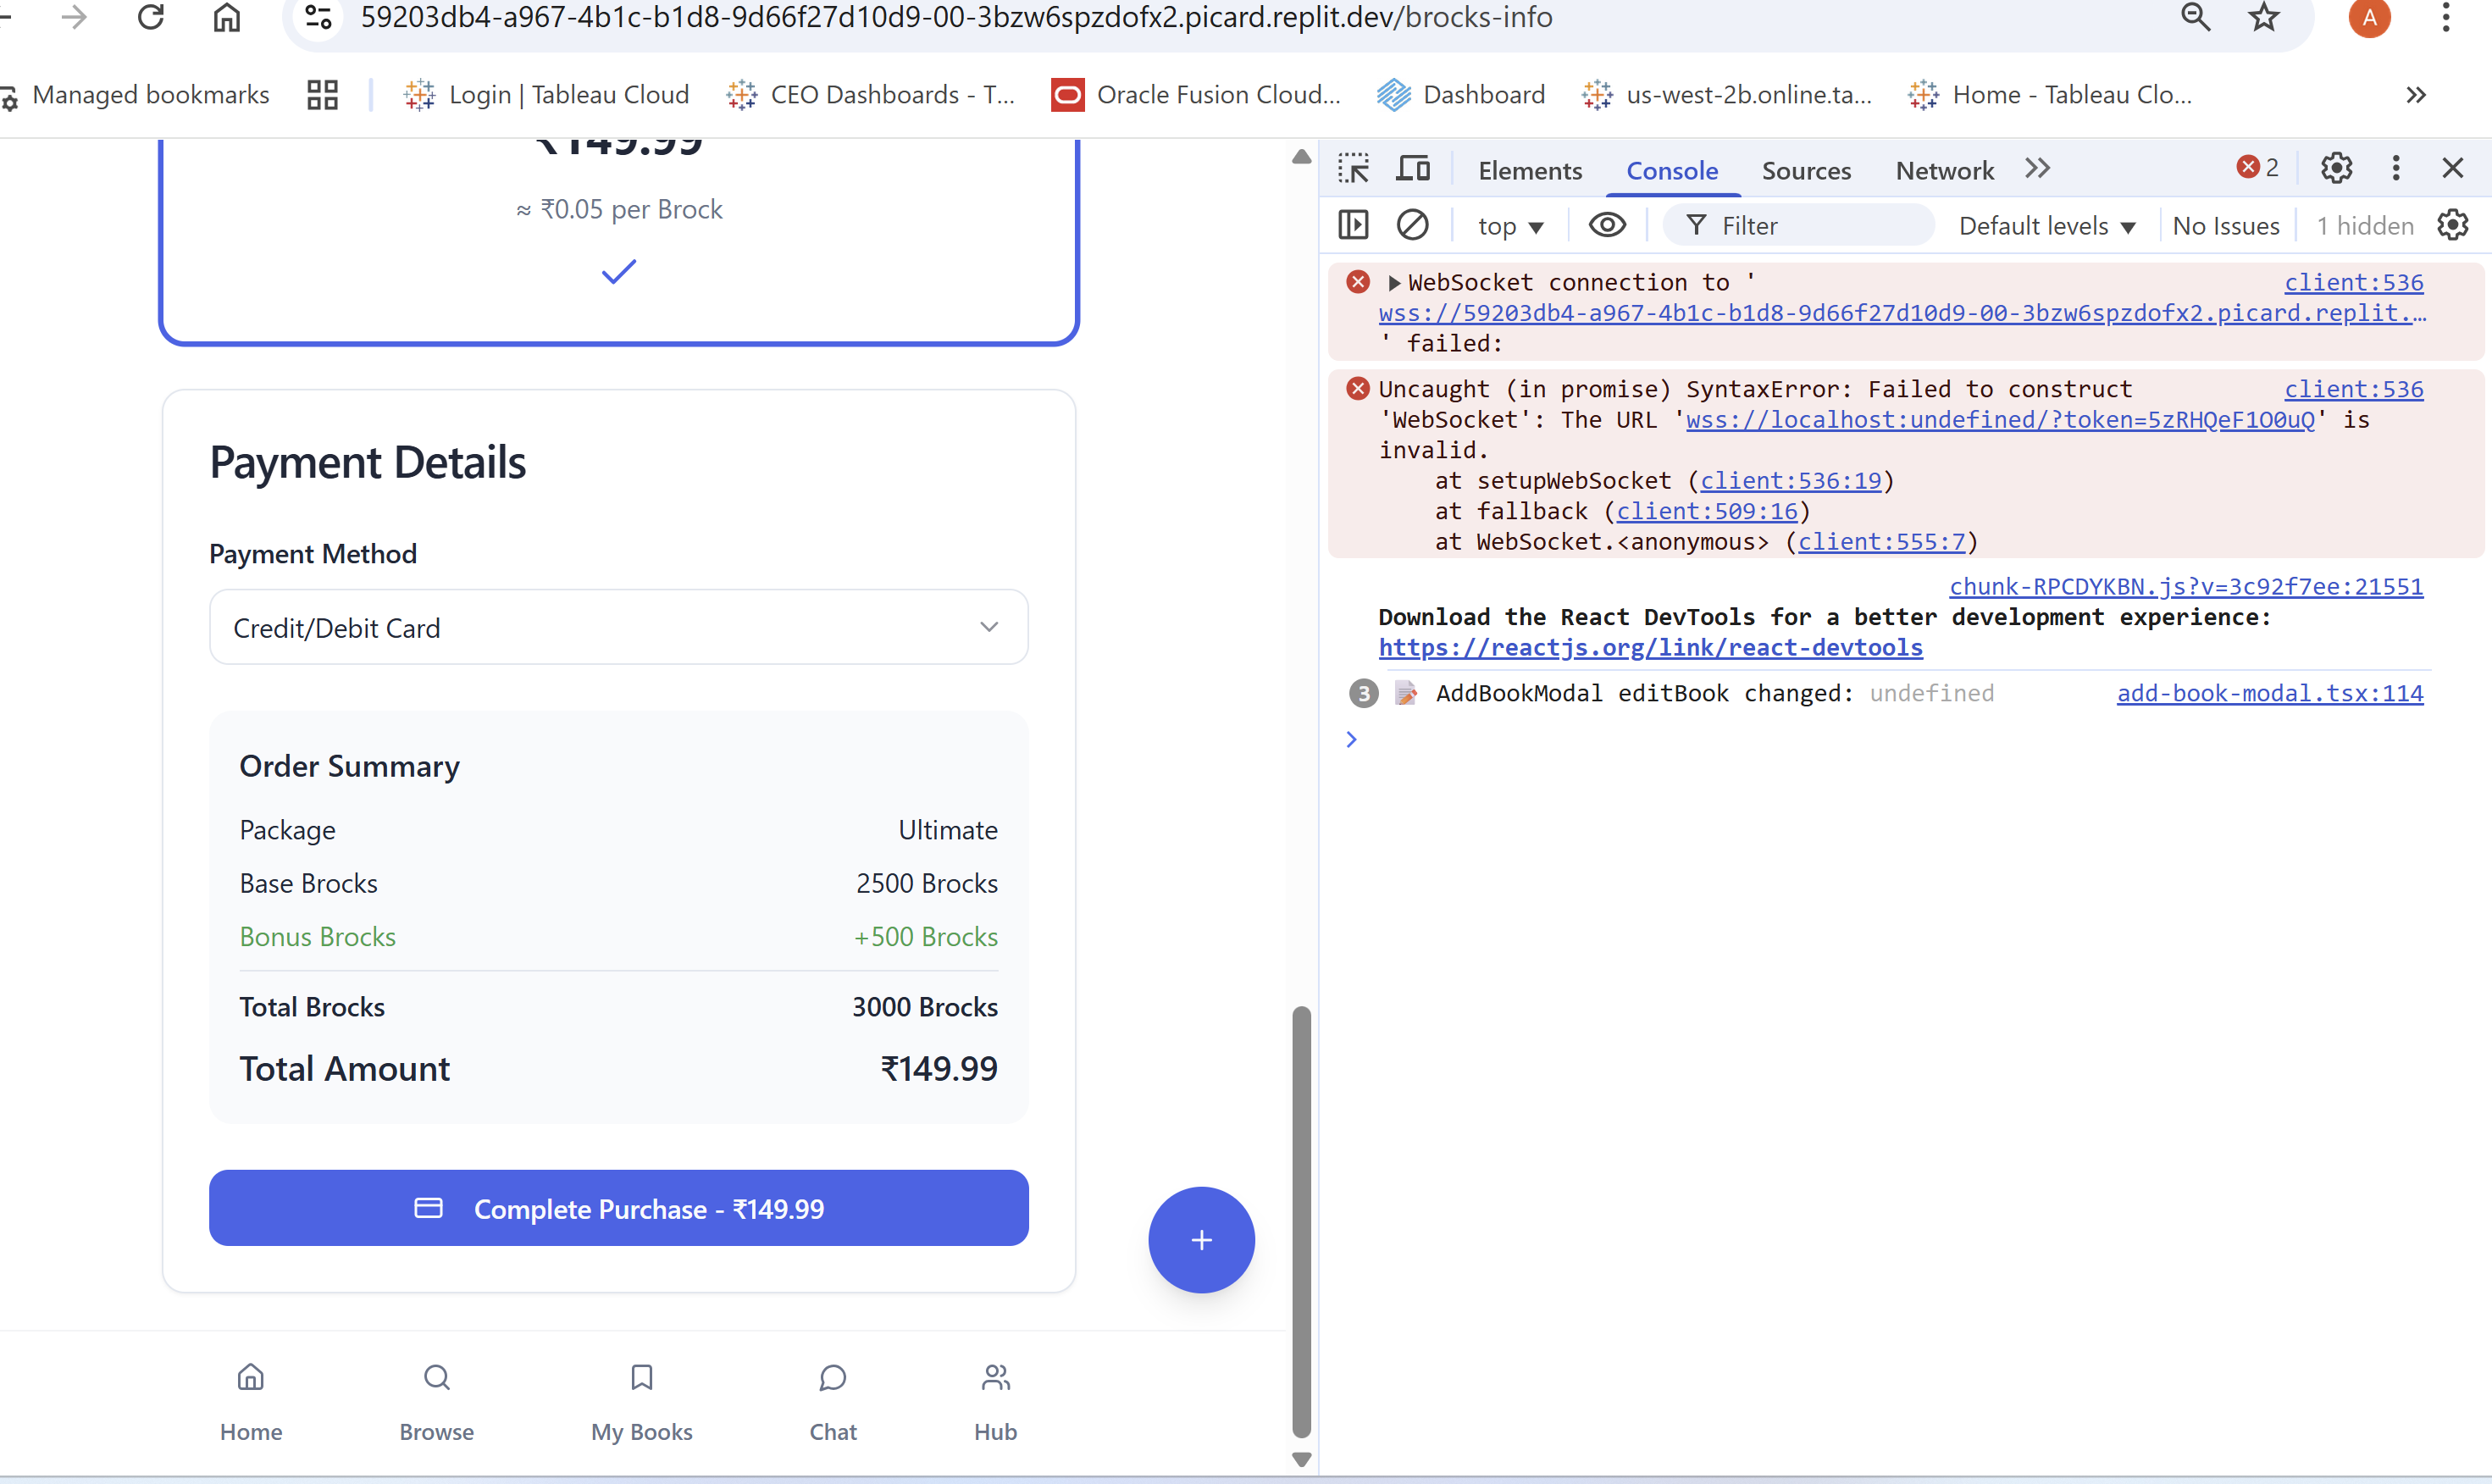 59203db4-a967-4b1c-b1d8-9d66f27d10d9-00-3bzw6spzdofx2.picard.replit.dev/brocks-info
A
Managed bookmarks
Login | Tableau Cloud
CEO Dashboards - T...
Oracle Fusion Cloud...
Dashboard
us-west-2b.online.ta...
Home - Tableau Clo...
₹149.99
≈ ₹0.05 per Brock
Payment Details
Payment Method
Credit/Debit Card
Order Summary
Package Ultimate
Base Brocks 2500 Brocks
Bonus Brocks +500 Brocks
Total Brocks 3000 Brocks
Total Amount ₹149.99
Complete Purchase - ₹149.99
+
Home
Browse
My Books
Chat
Hub
Elements Console Sources Network 2
top Filter Default levels No Issues 1 hidden
WebSocket connection to ' client:536
wss://59203db4-a967-4b1c-b1d8-9d66f27d10d9-00-3bzw6spzdofx2.picard.replit.…
' failed:
Uncaught (in promise) SyntaxError: Failed to construct client:536
'WebSocket': The URL 'wss://localhost:undefined/?token=5zRHQeF1O0uQ' is
invalid.
at setupWebSocket (client:536:19)
at fallback (client:509:16)
at WebSocket.<anonymous> (client:555:7)
chunk-RPCDYKBN.js?v=3c92f7ee:21551
Download the React DevTools for a better development experience:
https://reactjs.org/link/react-devtools
3 AddBookModal editBook changed: undefined add-book-modal.tsx:114